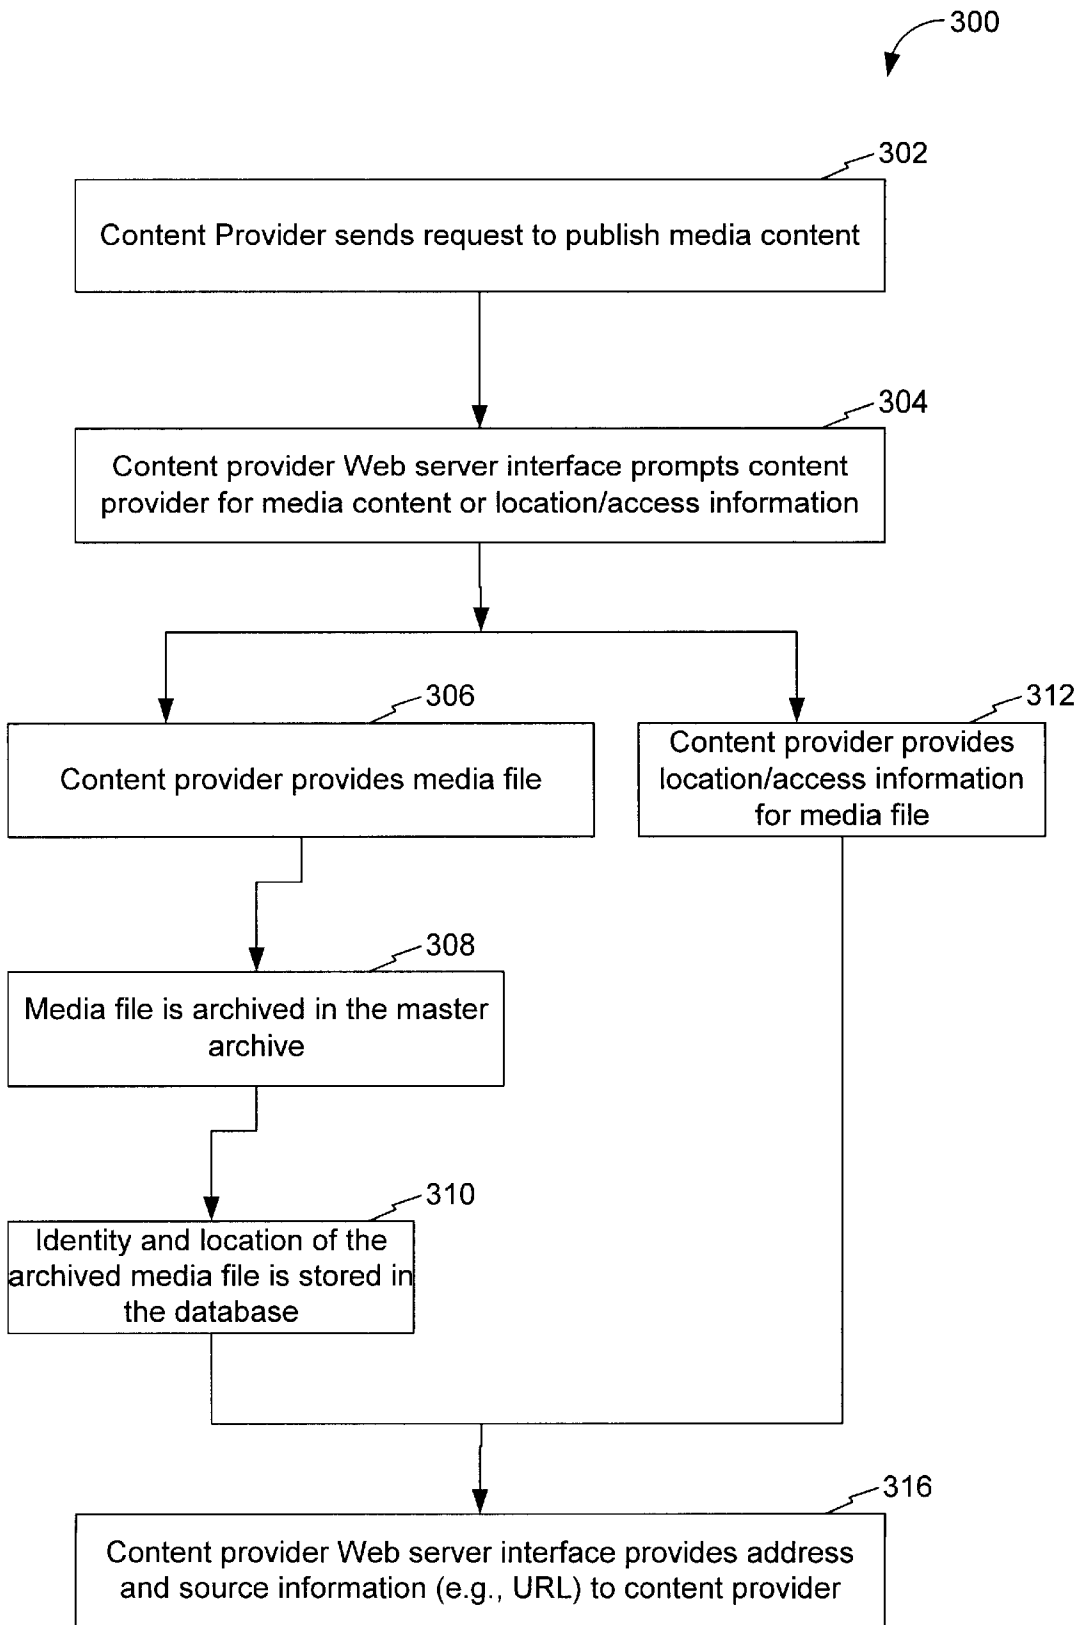 300
302
Content Provider sends request to publish media content
304
Content provider Web server interface prompts content
provider for media content or location/access information
306
Content provider provides media file
312
Content provider provides
location/access information
for media file
308
Media file is archived in the master
archive
310
Identity and location of the
archived media file is stored in
the database
316
Content provider Web server interface provides address
and source information (e.g., URL) to content provider